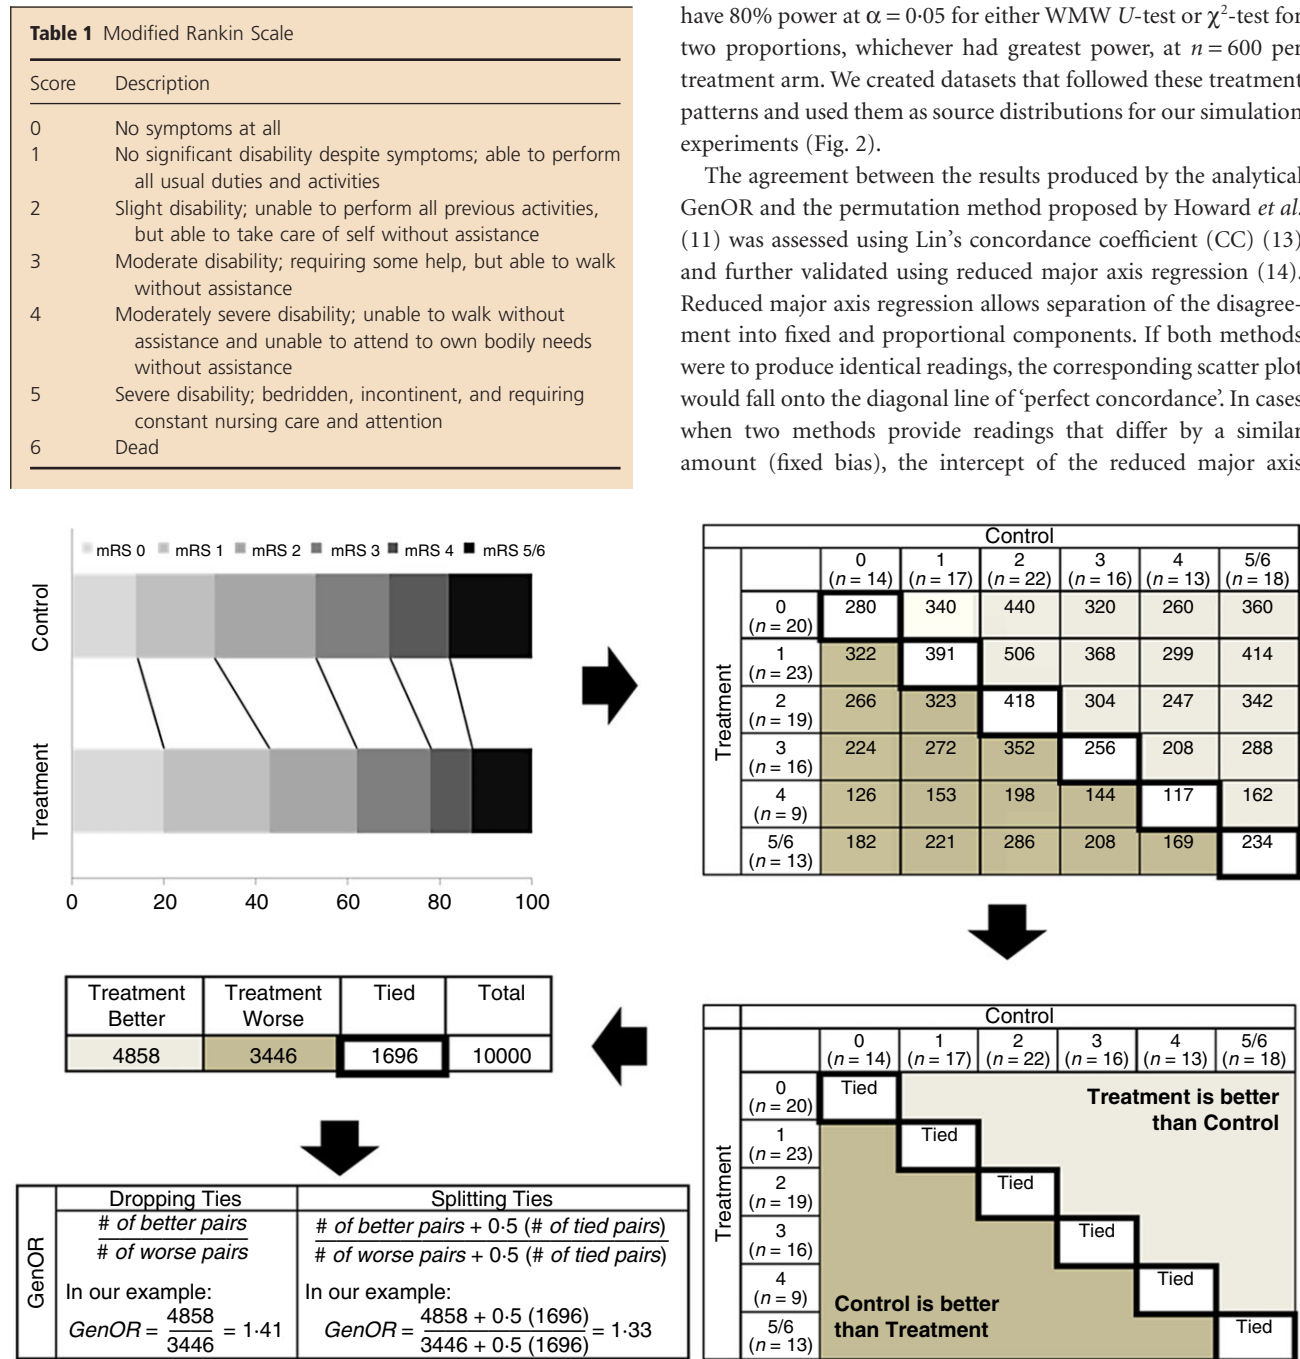 Table 1 Modified Rankin Scale
Score Description
0 No symptoms at all
1 No significant disability despite symptoms; able to perform
all usual duties and activities
2 Slight disability; unable to perform all previous activities,
but able to take care of self without assistance
3 Moderate disability; requiring some help, but able to walk
without assistance
4 Moderately severe disability; unable to walk without
assistance and unable to attend to own bodily needs
without assistance
5 Severe disability; bedridden, incontinent, and requiring
constant nursing care and attention
6 Dead
have 80% power at α = 0·05 for either WMW U-test or χ²-test for
two proportions, whichever had greatest power, at n = 600 per
treatment arm. We created datasets that followed these treatment
patterns and used them as source distributions for our simulation
experiments (Fig. 2).
The agreement between the results produced by the analytical
GenOR and the permutation method proposed by Howard et al.
(11) was assessed using Lin's concordance coefficient (CC) (13)
and further validated using reduced major axis regression (14).
Reduced major axis regression allows separation of the disagree-
ment into fixed and proportional components. If both methods
were to produce identical readings, the corresponding scatter plot
would fall onto the diagonal line of 'perfect concordance'. In cases
when two methods provide readings that differ by a similar
amount (fixed bias), the intercept of the reduced major axis
mRS 0 mRS 1 mRS 2 mRS 3 mRS 4 mRS 5/6
Control
Treatment
0 20 40 60 80 100
Control
0 1 2 3 4 5/6
(n = 14) (n = 17) (n = 22) (n = 16) (n = 13) (n = 18)
Treatment
0 280 340 440 320 260 360
(n = 20)
1 322 391 506 368 299 414
(n = 23)
2 266 323 418 304 247 342
(n = 19)
3 224 272 352 256 208 288
(n = 16)
4 126 153 198 144 117 162
(n = 9)
5/6 182 221 286 208 169 234
(n = 13)
Treatment Treatment Tied Total
Better Worse
4858 3446 1696 10000
Control
0 1 2 3 4 5/6
(n = 14) (n = 17) (n = 22) (n = 16) (n = 13) (n = 18)
Treatment
0 Tied
(n = 20)
Treatment is better
than Control
1 Tied
(n = 23)
2 Tied
(n = 19)
3 Tied
(n = 16)
4 Tied
(n = 9)
Control is better
than Treatment
5/6 Tied
(n = 13)
GenOR
Dropping Ties
# of better pairs
# of worse pairs
In our example:
GenOR = 4858 / 3446 = 1·41
Splitting Ties
# of better pairs + 0·5 (# of tied pairs)
# of worse pairs + 0·5 (# of tied pairs)
In our example:
GenOR = 4858 + 0·5 (1696) / 3446 + 0·5 (1696) = 1·33